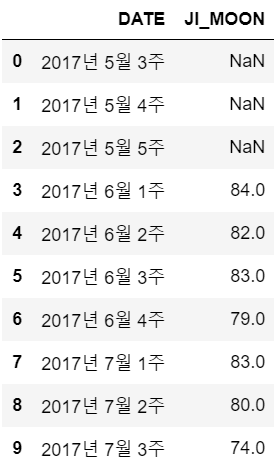 DATE JI_MOON
0 2017년 5월 3주 NaN
1 2017년 5월 4주 NaN
2 2017년 5월 5주 NaN
3 2017년 6월 1주 84.0
4 2017년 6월 2주 82.0
5 2017년 6월 3주 83.0
6 2017년 6월 4주 79.0
7 2017년 7월 1주 83.0
8 2017년 7월 2주 80.0
9 2017년 7월 3주 74.0